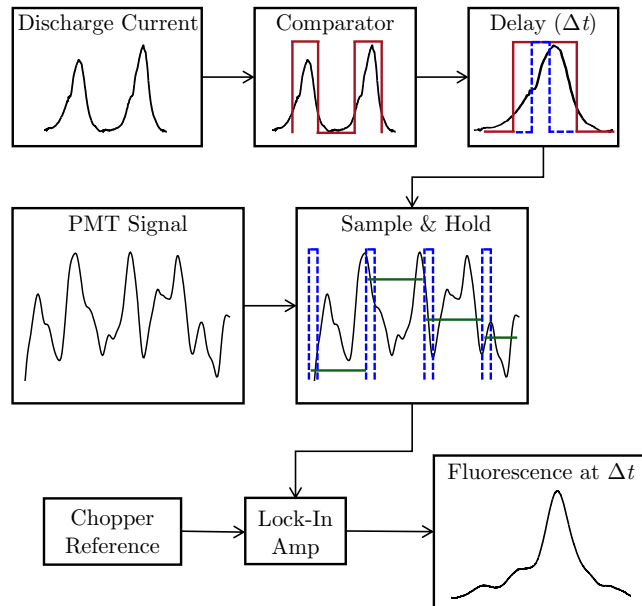 Discharge Current
Comparator
Delay (Δt)
PMT Signal
Sample & Hold
Fluorescence at Δt
Chopper
Reference
Lock-In
Amp